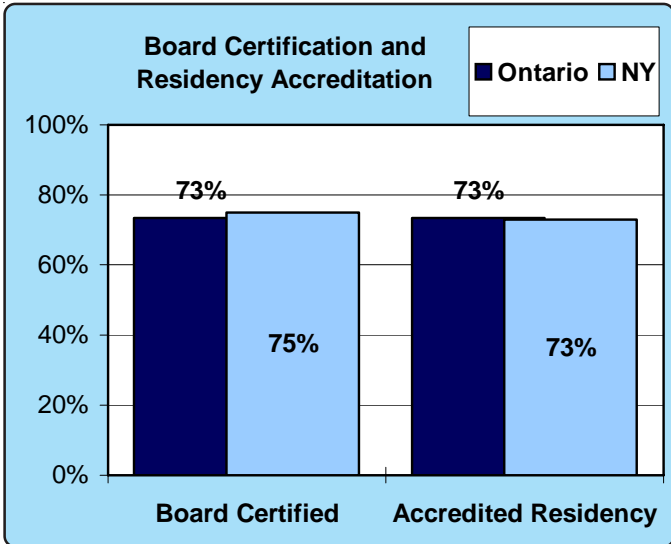 Board Certification and
Residency Accreditation
Ontario NY
100%
80%
60%
40%
20%
0%
73%
75%
73%
73%
Board Certified Accredited Residency